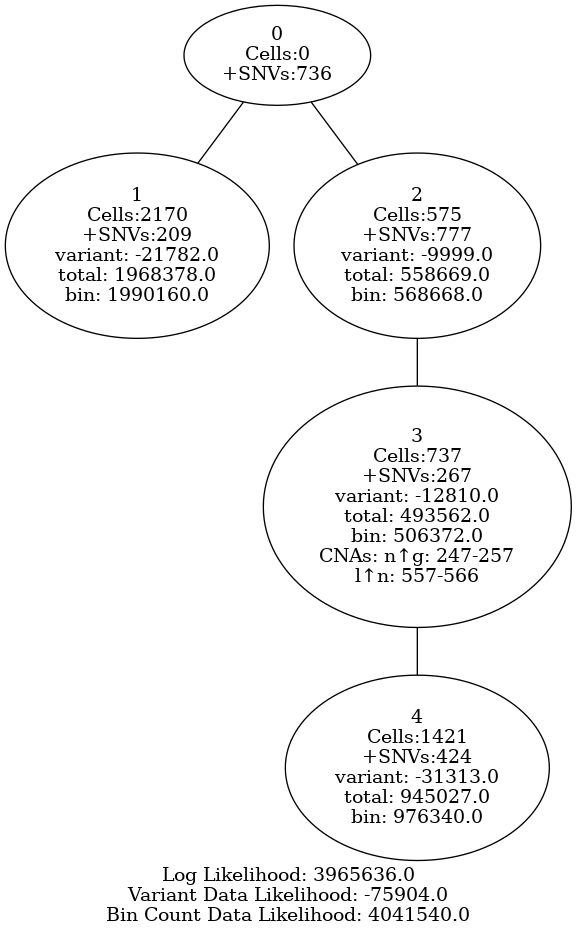 0
Cells:0
+SNVs:736
1
Cells:2170
+SNVs:209
variant: -21782.0
total: 1968378.0
bin: 1990160.0
2
Cells:575
+SNVs:777
variant: -9999.0
total: 558669.0
bin: 568668.0
3
Cells:737
+SNVs:267
variant: -12810.0
total: 493562.0
bin: 506372.0
CNAs: n↑g: 247-257
l↑n: 557-566
4
Cells:1421
+SNVs:424
variant: -31313.0
total: 945027.0
bin: 976340.0
Log Likelihood: 3965636.0
Variant Data Likelihood: -75904.0
Bin Count Data Likelihood: 4041540.0